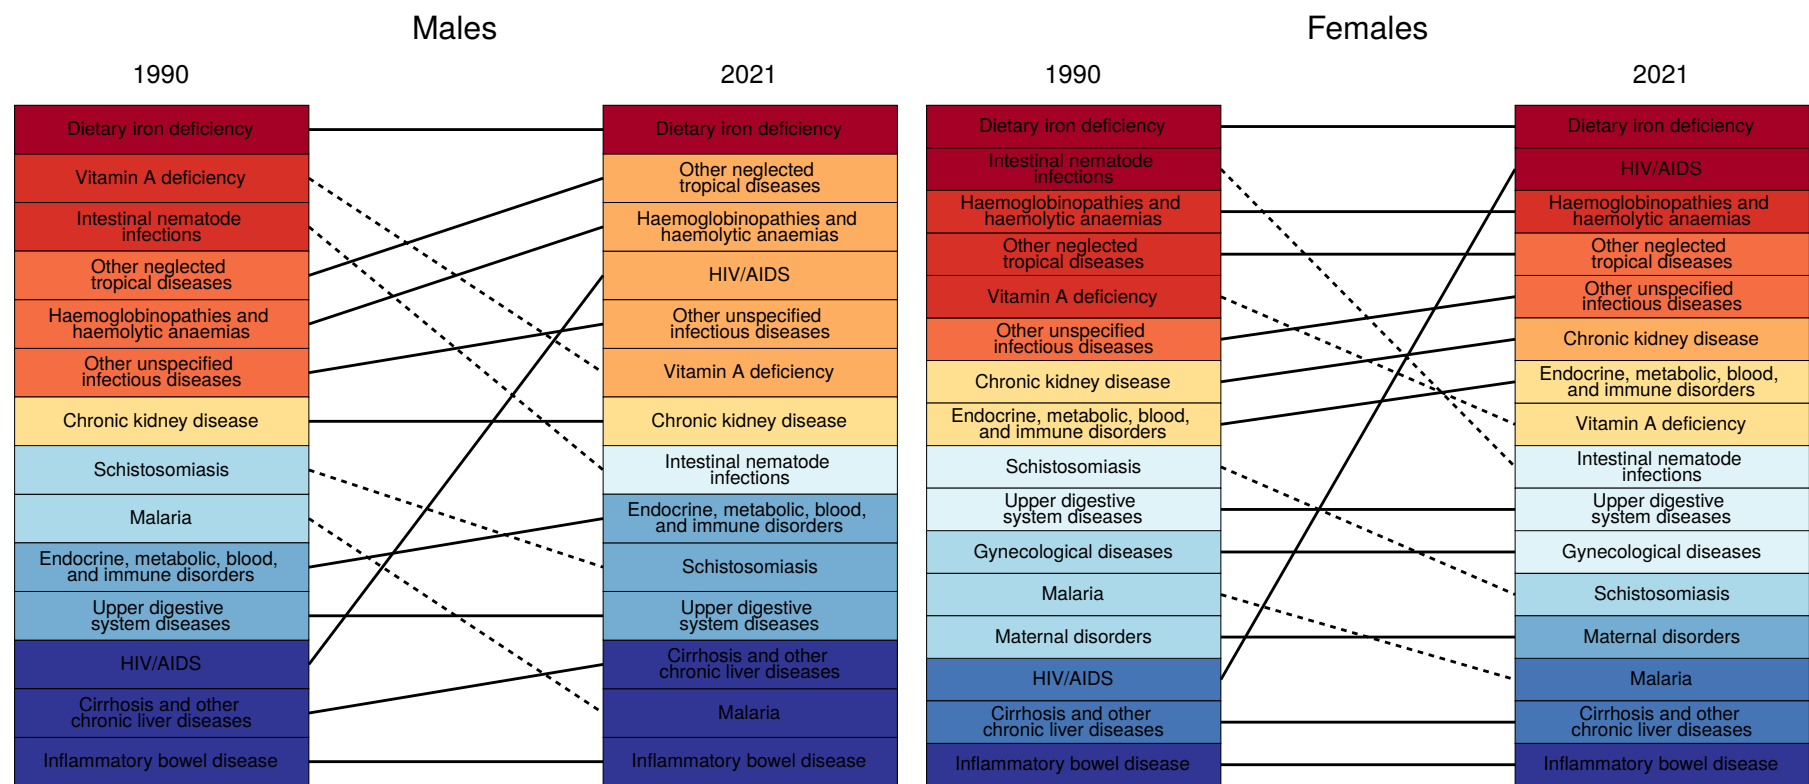 Males
1990
2021
Dietary iron deficiency
Vitamin A deficiency
Intestinal nematode
infections
Other neglected
tropical diseases
Haemoglobinopathies and
haemolytic anaemias
Other unspecified
infectious diseases
Chronic kidney disease
Schistosomiasis
Malaria
Endocrine, metabolic, blood,
and immune disorders
Upper digestive
system diseases
HIV/AIDS
Cirrhosis and other
chronic liver diseases
Inflammatory bowel disease
Dietary iron deficiency
Other neglected
tropical diseases
Haemoglobinopathies and
haemolytic anaemias
HIV/AIDS
Other unspecified
infectious diseases
Vitamin A deficiency
Chronic kidney disease
Intestinal nematode
infections
Endocrine, metabolic, blood,
and immune disorders
Schistosomiasis
Upper digestive
system diseases
Cirrhosis and other
chronic liver diseases
Malaria
Inflammatory bowel disease
Females
1990
2021
Dietary iron deficiency
Intestinal nematode
infections
Haemoglobinopathies and
haemolytic anaemias
Other neglected
tropical diseases
Vitamin A deficiency
Other unspecified
infectious diseases
Chronic kidney disease
Endocrine, metabolic, blood,
and immune disorders
Schistosomiasis
Upper digestive
system diseases
Gynecological diseases
Malaria
Maternal disorders
HIV/AIDS
Cirrhosis and other
chronic liver diseases
Inflammatory bowel disease
Dietary iron deficiency
HIV/AIDS
Haemoglobinopathies and
haemolytic anaemias
Other neglected
tropical diseases
Other unspecified
infectious diseases
Chronic kidney disease
Endocrine, metabolic, blood,
and immune disorders
Vitamin A deficiency
Intestinal nematode
infections
Upper digestive
system diseases
Gynecological diseases
Schistosomiasis
Maternal disorders
Malaria
Cirrhosis and other
chronic liver diseases
Inflammatory bowel disease